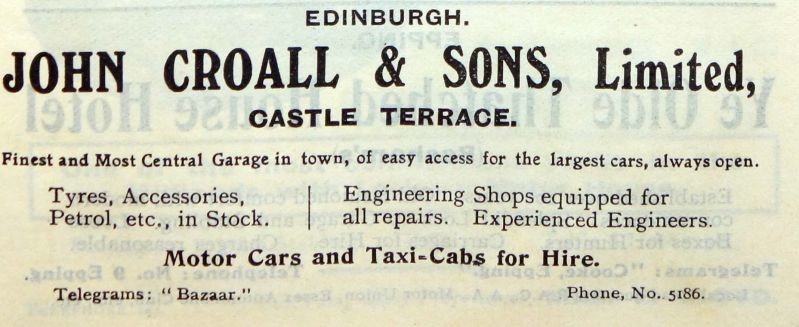 EDINBURGH.
JOHN CROALL & SONS, Limited,
CASTLE TERRACE.
Finest and Most Central Garage in town, of easy access for the largest cars, always open.
Tyres, Accessories, | Engineering Shops equipped for
Petrol, etc., in Stock. | all repairs. Experienced Engineers.
Motor Cars and Taxi-Cabs for Hire.
Telegrams: "Bazaar." Phone, No. 5186.